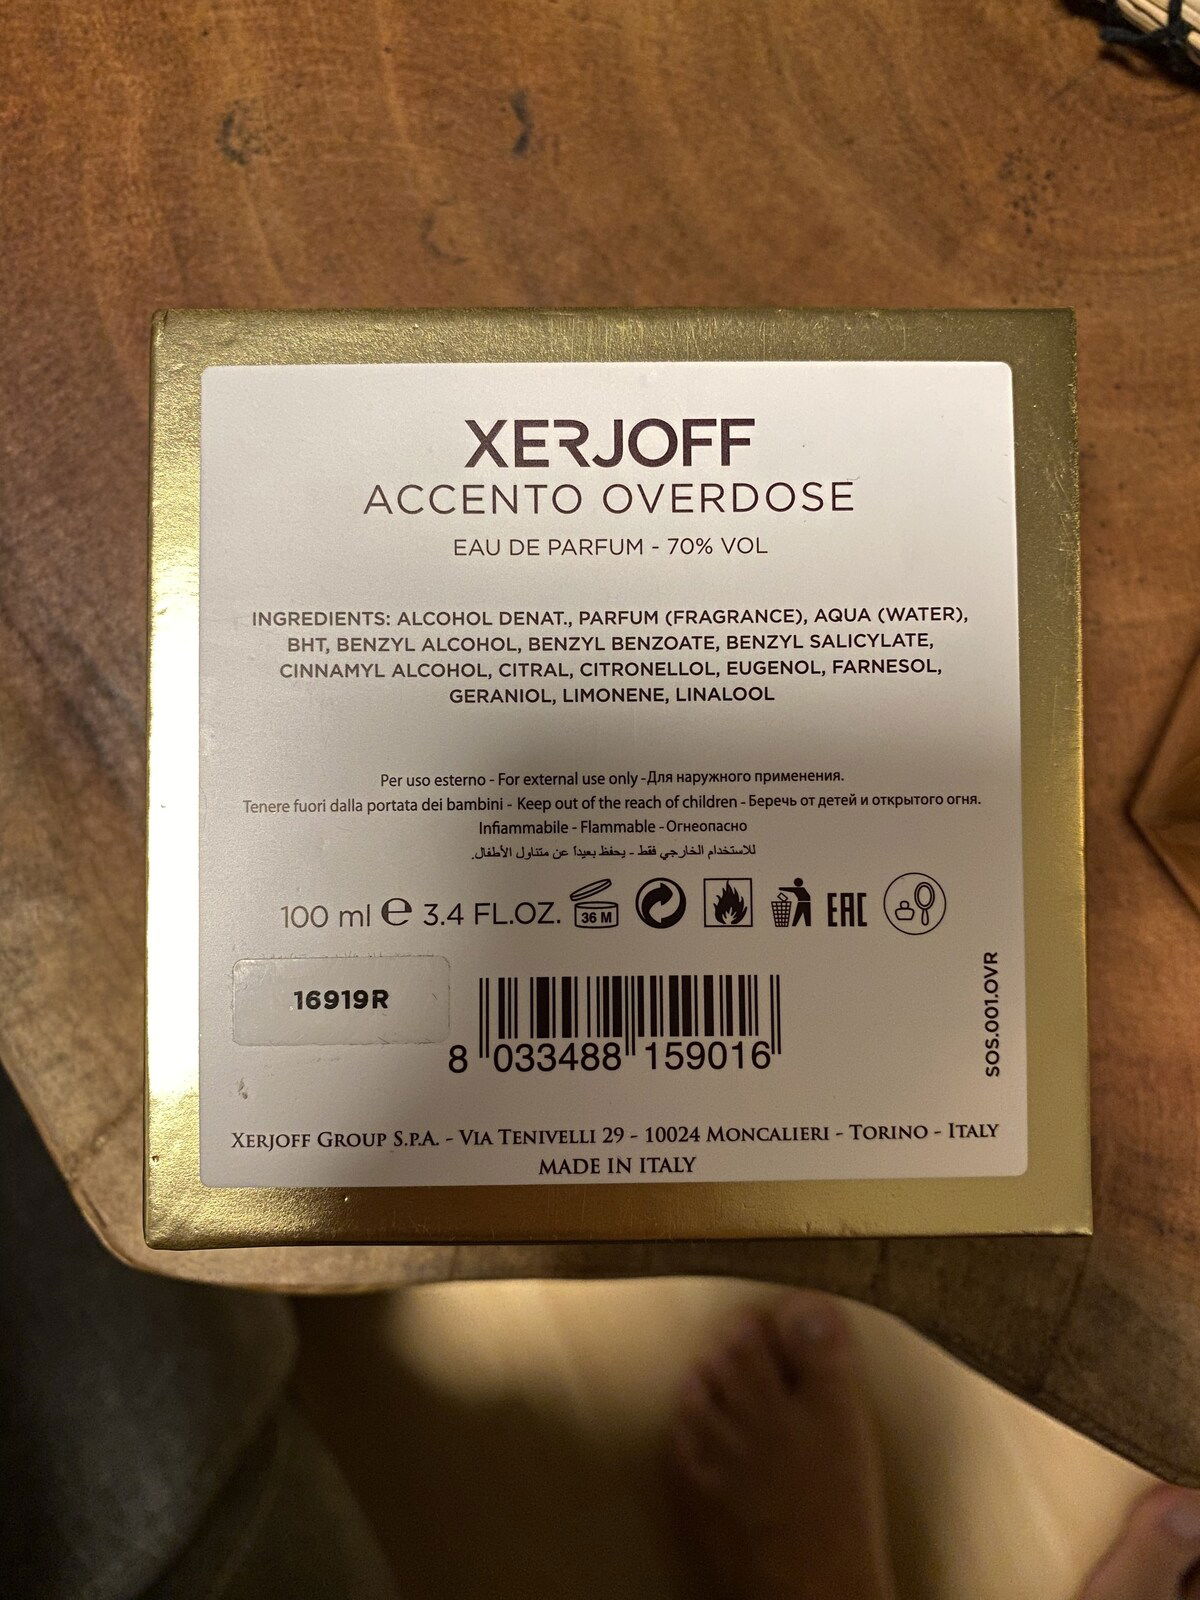 XERJOFF
ACCENTO OVERDOSE
EAU DE PARFUM - 70% VOL
INGREDIENTS: ALCOHOL DENAT., PARFUM (FRAGRANCE), AQUA (WATER),
BHT, BENZYL ALCOHOL, BENZYL BENZOATE, BENZYL SALICYLATE,
CINNAMYL ALCOHOL, CITRAL, CITRONELLOL, EUGENOL, FARNESOL,
GERANIOL, LIMONENE, LINALOOL
Per uso esterno - For external use only -Для наружного применения.
Tenere fuori dalla portata dei bambini - Keep out of the reach of children - Беречь от детей и открытого огня.
Infiammabile - Flammable - Огнеопасно
للاستخدام الخارجي فقط - يحفظ بعيداً عن متناول الأطفال.
100 ml ℮ 3.4 FL.OZ. 36 M EAC
16919R
8 033488 159016
SOS.001.OVR
XERJOFF GROUP S.P.A. - VIA TENIVELLI 29 - 10024 MONCALIERI - TORINO - ITALY
MADE IN ITALY